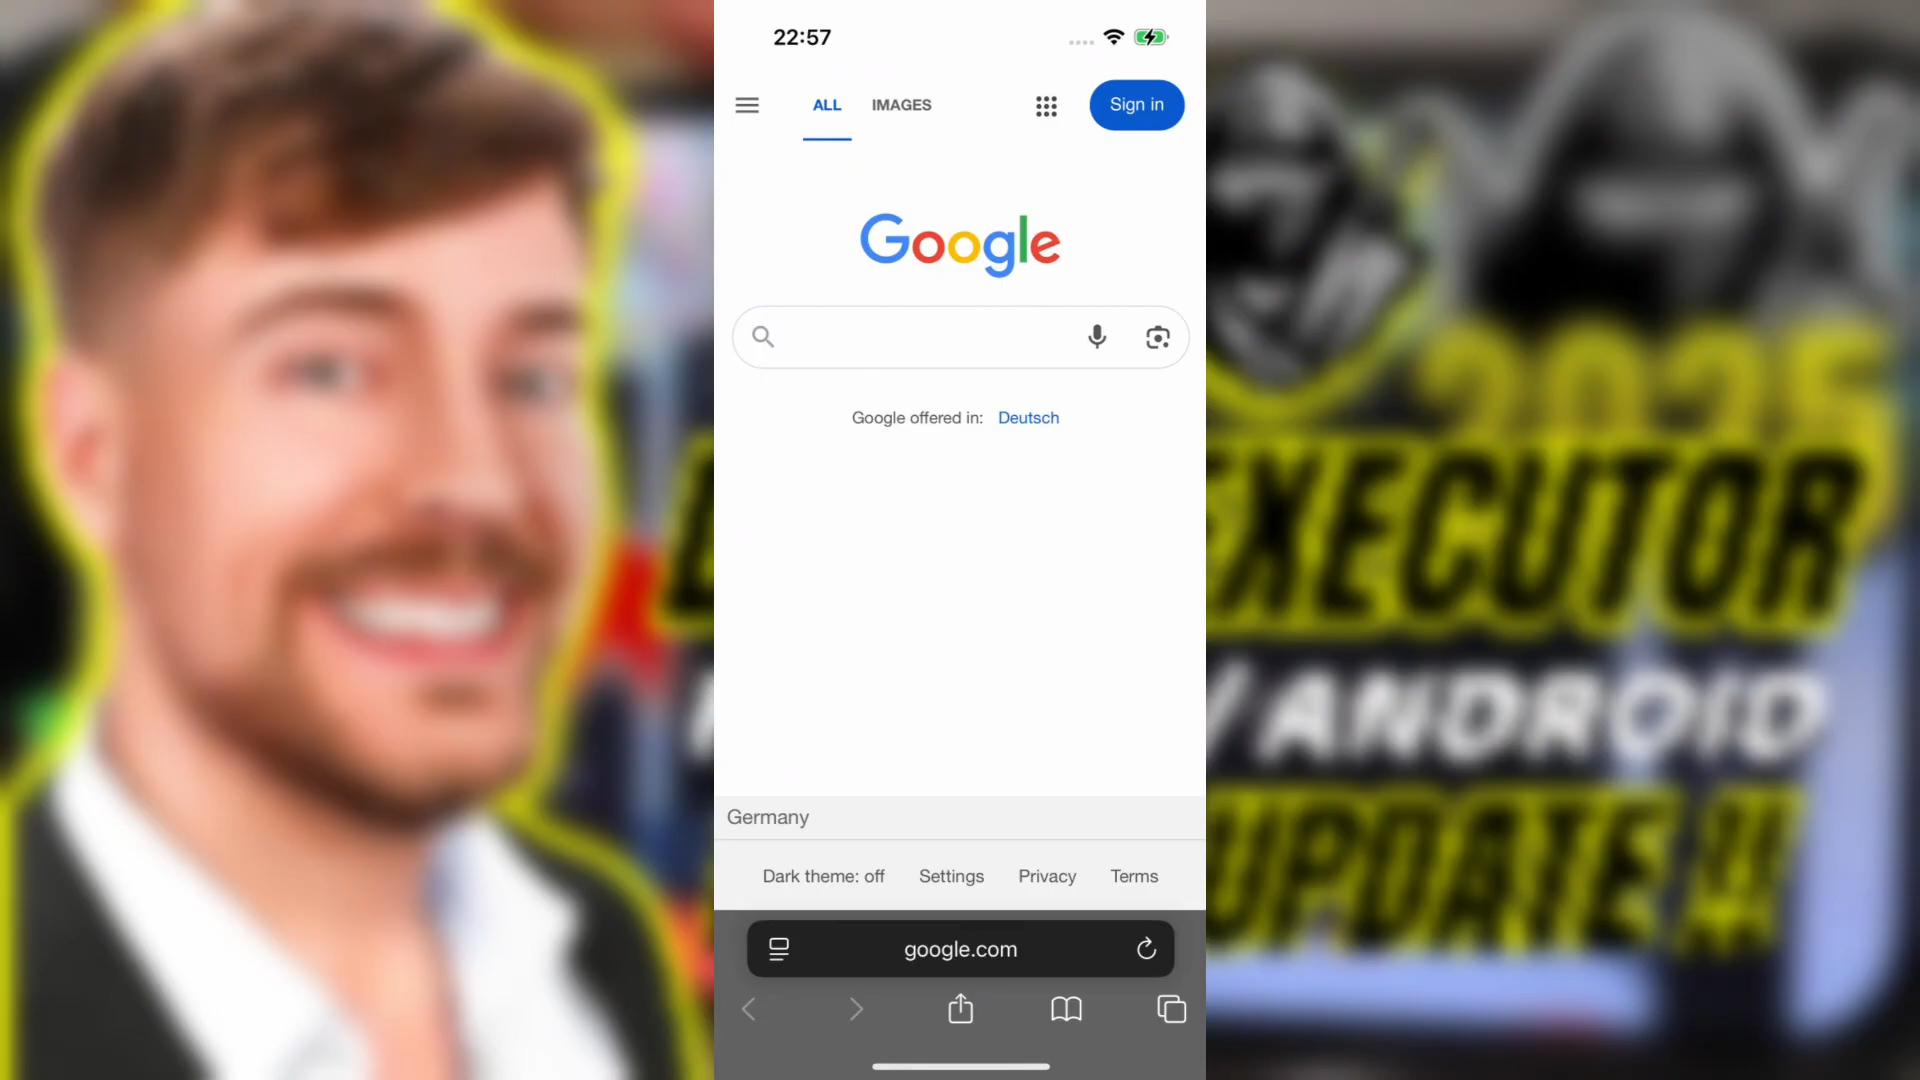 22:57
ALL IMAGES Sign in
Google
Google offered in: Deutsch
2025
EXECUTOR
/ANDROID
UPDATE !!
Germany
Dark theme: off Settings Privacy Terms
google.com